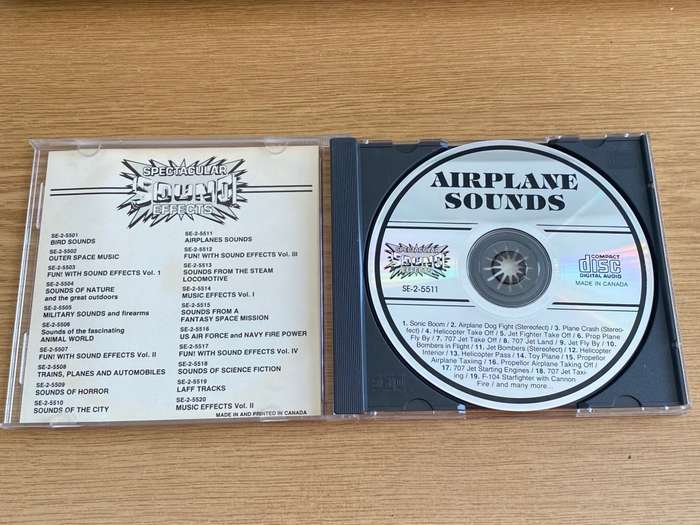 SPECTACULAR
SOUND
EFFECTS
SE-2-5501
BIRD SOUNDS
SE-2-5502
OUTER SPACE MUSIC
SE-2-5503
FUN! WITH SOUND EFFECTS Vol. 1
SE-2-5504
SOUNDS OF NATURE
and the great outdoors
SE-2-5505
MILITARY SOUNDS and firearms
SE-2-5506
Sounds of the fascinating
ANIMAL WORLD
SE-2-5507
FUN! WITH SOUND EFFECTS Vol. II
SE-2-5508
TRAINS, PLANES AND AUTOMOBILES
SE-2-5509
SOUNDS OF HORROR
SE-2-5510
SOUNDS OF THE CITY
SE-2-5511
AIRPLANES SOUNDS
SE-2-5512
FUN! WITH SOUND EFFECTS Vol. III
SE-2-5513
SOUNDS FROM THE STEAM
LOCOMOTIVE
SE-2-5514
MUSIC EFFECTS Vol. I
SE-2-5515
SOUNDS FROM A
FANTASY SPACE MISSION
SE-2-5516
US AIR FORCE and NAVY FIRE POWER
SE-2-5517
FUN! WITH SOUND EFFECTS Vol. IV
SE-2-5518
SOUNDS OF SCIENCE FICTION
SE-2-5519
LAFF TRACKS
SE-2-5520
MUSIC EFFECTS Vol. II
MADE IN AND PRINTED IN CANADA
AIRPLANE
SOUNDS
SPECTACULAR
SOUND
EFFECTS
SE-2-5511
COMPACT
disc
DIGITAL AUDIO
MADE IN CANADA
1. Sonic Boom / 2. Airplane Dog Fight (Stereofect) / 3. Plane Crash (Stereo-
fect) / 4. Helicopter Take Off / 5. Jet Fighter Take Off / 6. Prop Plane
Fly By / 7. 707 Jet Take Off / 8. 707 Jet Land / 9. Jet Fly By / 10.
Bombers in Flight / 11. Jet Bombers (Stereofect) / 12. Helicopter
Interior / 13. Helicopter Pass / 14. Toy Plane / 15. Propellor
Airplane Taxiing / 16. Propellor Airplane Taking Off /
17. 707 Jet Starting Engines / 18. 707 Jet Taxi-
ing / 19. F-104 Starfighter with Cannon
Fire / and many more...